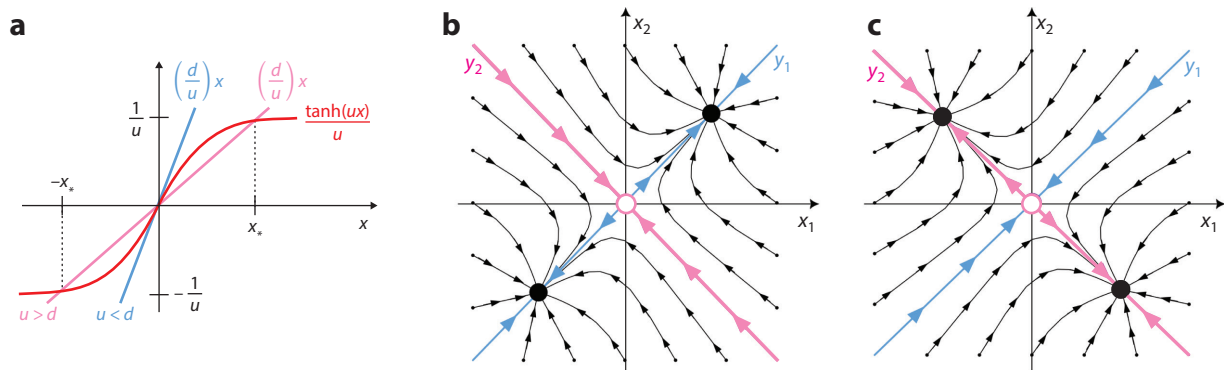 a
(d/u) x
(d/u) x
1/u
tanh(ux)/u
–x*
x
x*
–1/u
u > d
u < d
b
x2
y2
y1
x1
c
x2
y2
y1
x1